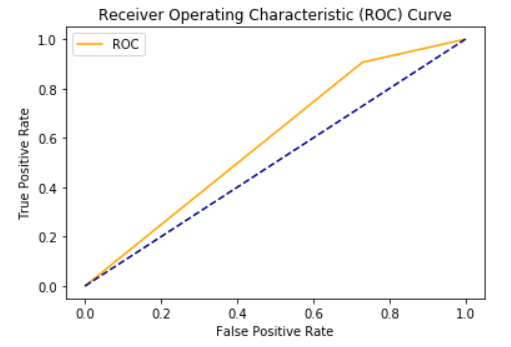 Receiver Operating Characteristic (ROC) Curve
ROC
1.0
0.8
0.6
0.4
0.2
0.0
True Positive Rate
0.0 0.2 0.4 0.6 0.8 1.0
False Positive Rate